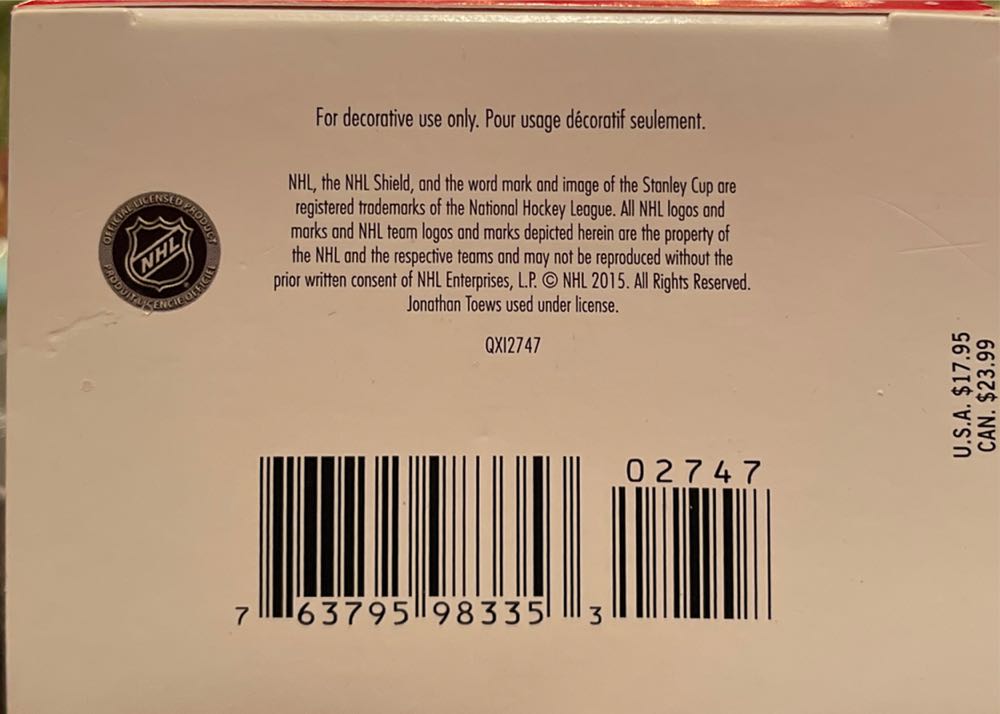 For decorative use only. Pour usage décoratif seulement.
NHL, the NHL Shield, and the word mark and image of the Stanley Cup are
registered trademarks of the National Hockey League. All NHL logos and
marks and NHL team logos and marks depicted herein are the property of
the NHL and the respective teams and may not be reproduced without the
prior written consent of NHL Enterprises, L.P. © NHL 2015. All Rights Reserved.
Jonathan Toews used under license.
QXI2747
OFFICIAL LICENSED PRODUCT
NHL
PRODUIT LICENCIÉ OFFICIEL
U.S.A. $17.95
CAN. $23.99
02747
7 63795 98335 3